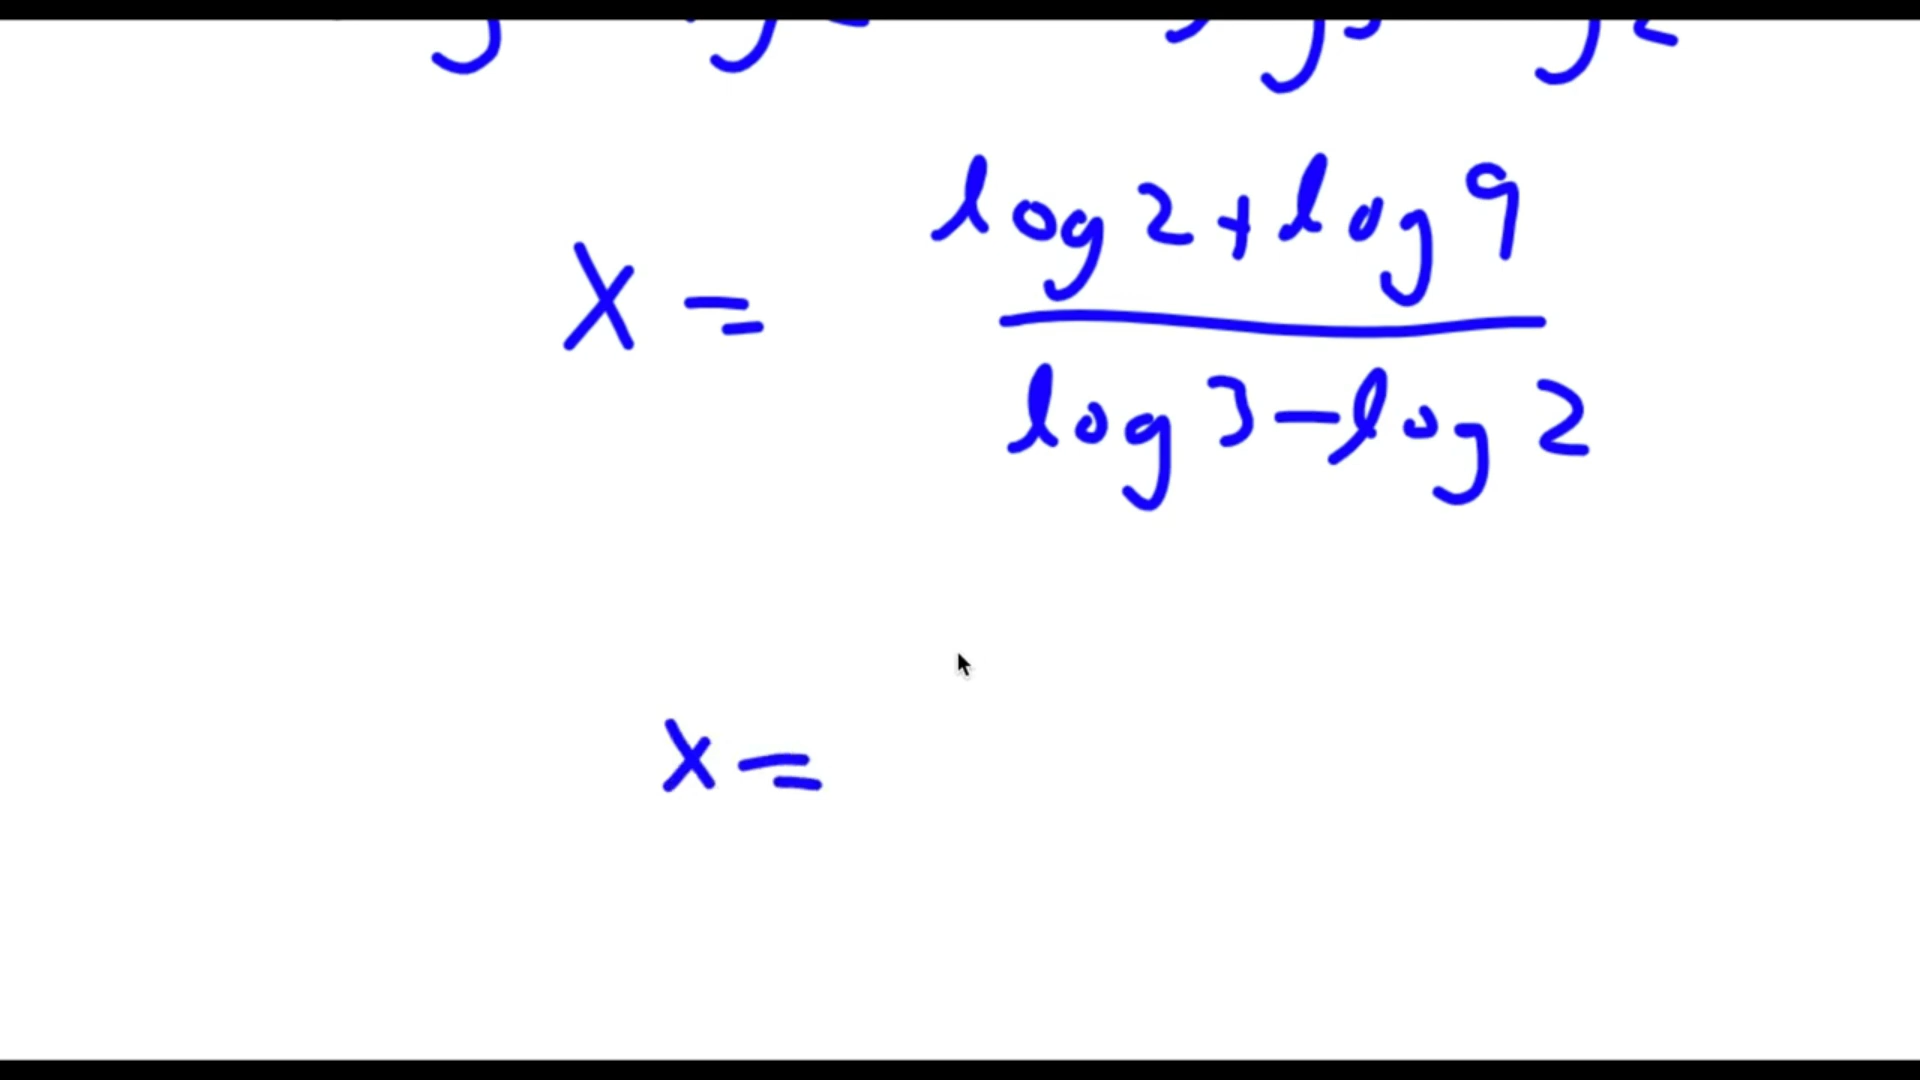 log 2 + log 9
X =
log 3 - log 2
x =